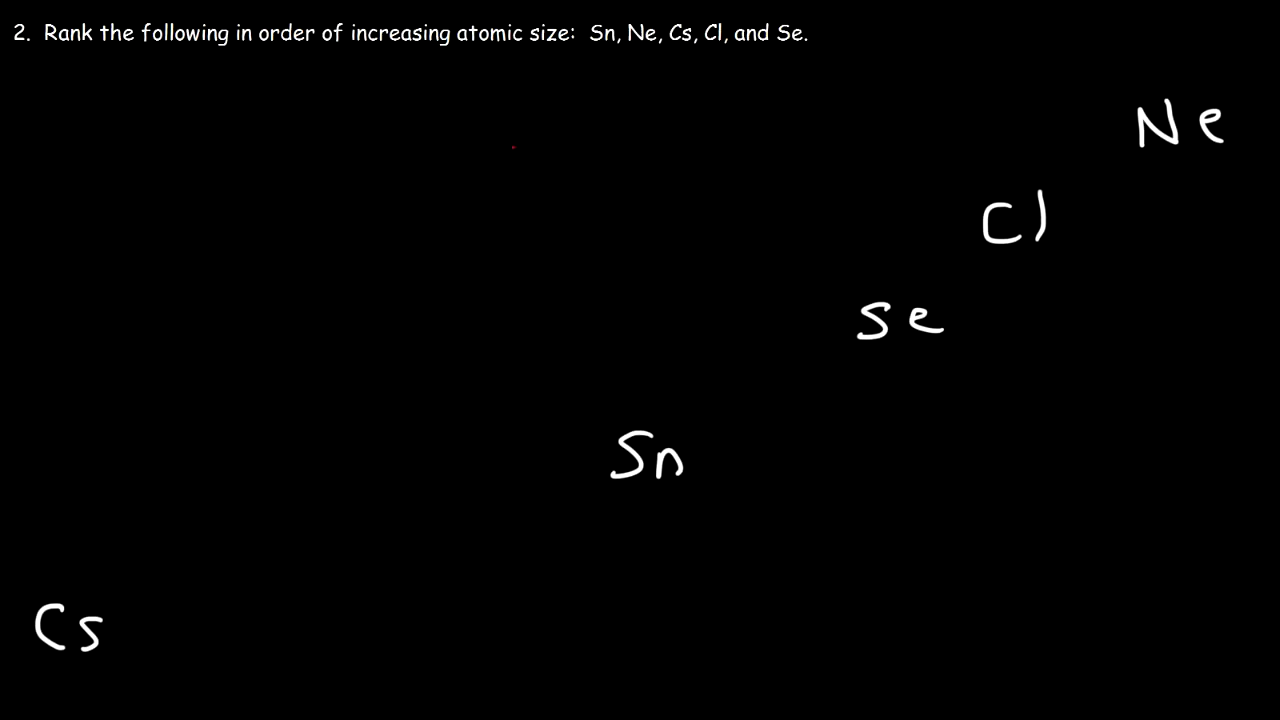 2. Rank the following in order of increasing atomic size: Sn, Ne, Cs, Cl, and Se.
Ne
Cl
Se
Sn
Cs